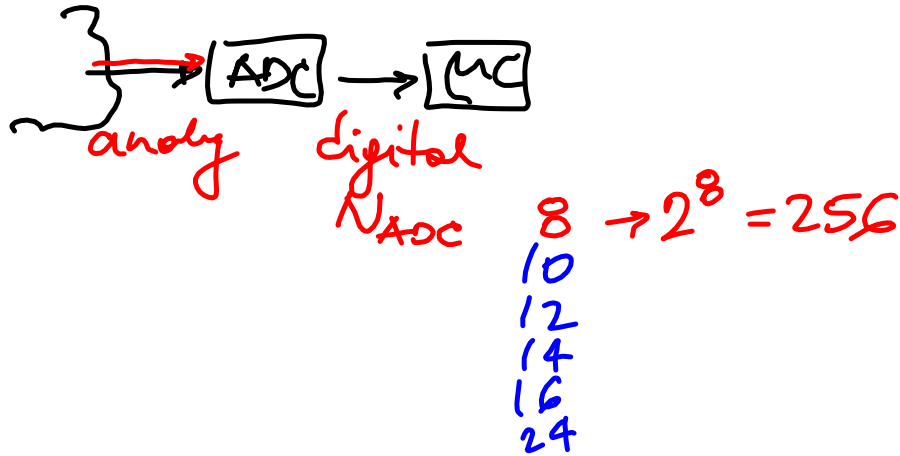 ADC → μC
analog digital
N_ADC 8 → 2^8 = 256
10
12
14
16
24